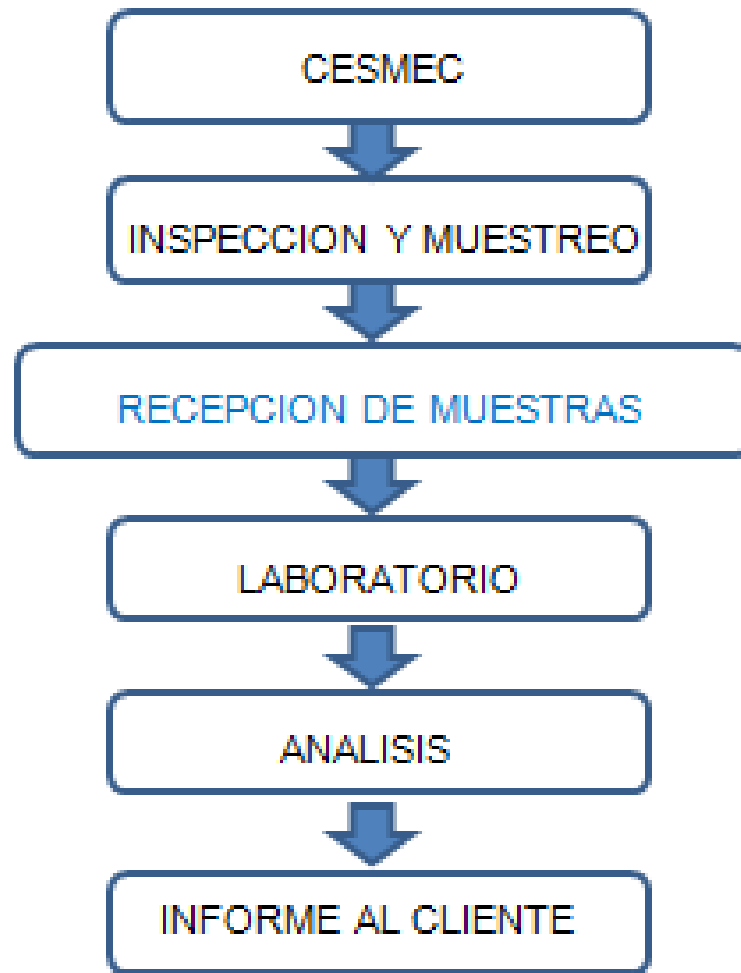 CESMEC
INSPECCION Y MUESTREO
RECEPCION DE MUESTRAS
LABORATORIO
ANALISIS
INFORME AL CLIENTE